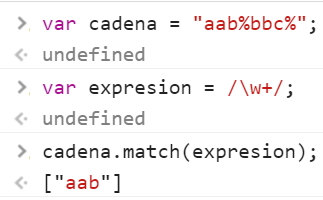 > var cadena = "aab%bbc%";
< undefined
> var expresion = /\w+/;
< undefined
> cadena.match(expresion);
< ["aab"]